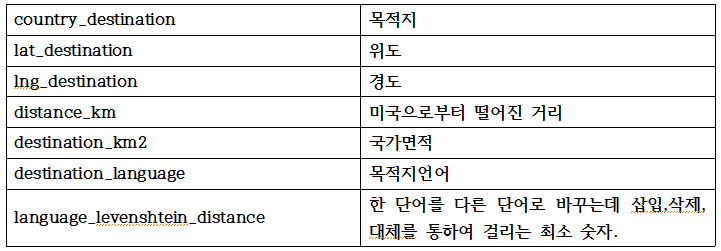 country_destination 목적지
lat_destination 위도
lng_destination 경도
distance_km 미국으로부터 떨어진 거리
destination_km2 국가면적
destination_language 목적지언어
language_levenshtein_distance 한 단어를 다른 단어로 바꾸는데 삽입,삭제,
대체를 통하여 걸리는 최소 숫자.